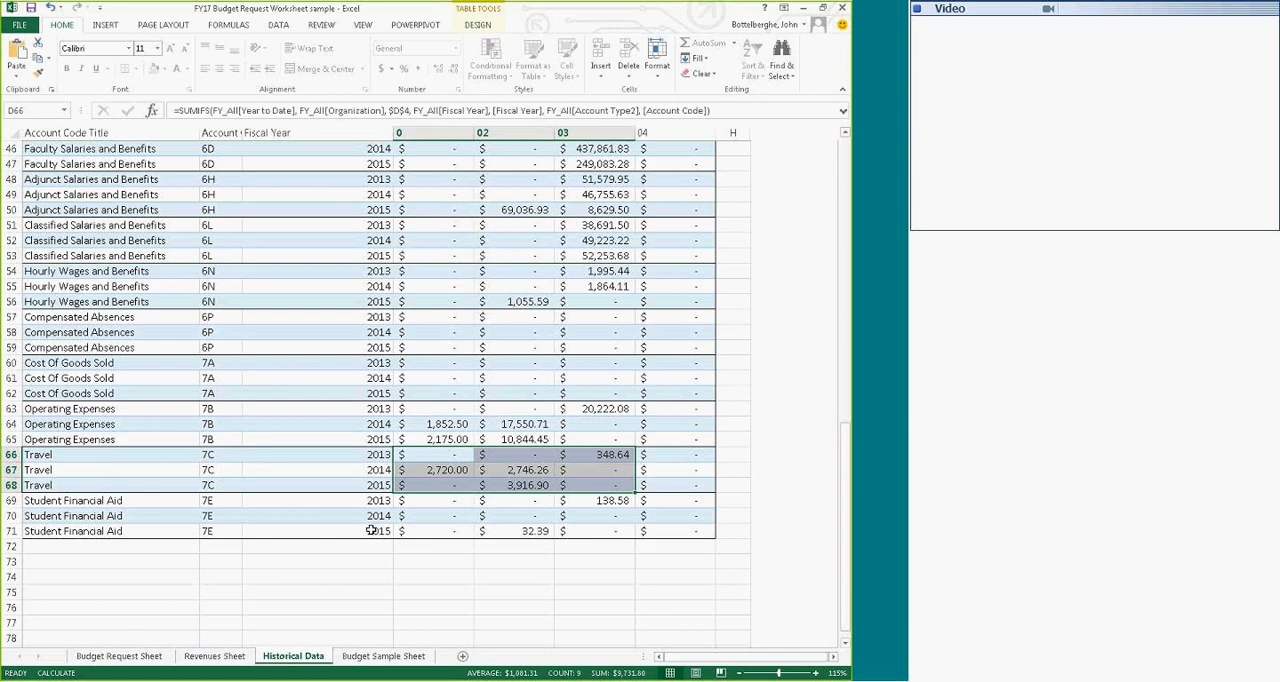 FY17 Budget Request Worksheet sample - Excel
TABLE TOOLS
Video
FILE HOME INSERT PAGE LAYOUT FORMULAS DATA REVIEW VIEW POWERPIVOT DESIGN Bottelberghe, John
Calibri 11 Wrap Text General AutoSum
Paste B I U Merge & Center $ % Conditional Formatting Format as Table Cell Styles Insert Delete Format Fill Clear Sort & Filter Find & Select
Clipboard Font Alignment Number Styles Cells Editing
D66 fx =SUMIFS(FY_All[Year to Date], FY_All[Organization], $D$4, FY_All[Fiscal Year], [Fiscal Year], FY_All[Account Type2], [Account Code])
Account Code Title Account Fiscal Year 0 02 03 04 H
46 Faculty Salaries and Benefits 6D 2014 $ - $ - $ 437,861.83 $ -
47 Faculty Salaries and Benefits 6D 2015 $ - $ - $ 249,083.28 $ -
48 Adjunct Salaries and Benefits 6H 2013 $ - $ - $ 51,579.95 $ -
49 Adjunct Salaries and Benefits 6H 2014 $ - $ - $ 46,755.63 $ -
50 Adjunct Salaries and Benefits 6H 2015 $ - $ 69,036.93 $ 8,629.50 $ -
51 Classified Salaries and Benefits 6L 2013 $ - $ - $ 38,691.50 $ -
52 Classified Salaries and Benefits 6L 2014 $ - $ - $ 49,223.22 $ -
53 Classified Salaries and Benefits 6L 2015 $ - $ - $ 52,253.68 $ -
54 Hourly Wages and Benefits 6N 2013 $ - $ - $ 1,995.44 $ -
55 Hourly Wages and Benefits 6N 2014 $ - $ - $ 1,864.11 $ -
56 Hourly Wages and Benefits 6N 2015 $ - $ 1,055.59 $ - $ -
57 Compensated Absences 6P 2013 $ - $ - $ - $ -
58 Compensated Absences 6P 2014 $ - $ - $ - $ -
59 Compensated Absences 6P 2015 $ - $ - $ - $ -
60 Cost Of Goods Sold 7A 2013 $ - $ - $ - $ -
61 Cost Of Goods Sold 7A 2014 $ - $ - $ - $ -
62 Cost Of Goods Sold 7A 2015 $ - $ - $ - $ -
63 Operating Expenses 7B 2013 $ - $ - $ 20,222.08 $ -
64 Operating Expenses 7B 2014 $ 1,852.50 $ 17,550.71 $ - $ -
65 Operating Expenses 7B 2015 $ 2,175.00 $ 10,844.45 $ - $ -
66 Travel 7C 2013 $ - $ - $ 348.64 $ -
67 Travel 7C 2014 $ 2,720.00 $ 2,746.26 $ - $ -
68 Travel 7C 2015 $ - $ 3,916.90 $ - $ -
69 Student Financial Aid 7E 2013 $ - $ - $ 138.58 $ -
70 Student Financial Aid 7E 2014 $ - $ - $ - $ -
71 Student Financial Aid 7E 2015 $ - $ 32.39 $ - $ -
72
73
74
75
76
77
78
Budget Request Sheet Revenues Sheet Historical Data Budget Sample Sheet
READY CALCULATE AVERAGE: $1,081.31 COUNT: 9 SUM: $9,731.80 115%